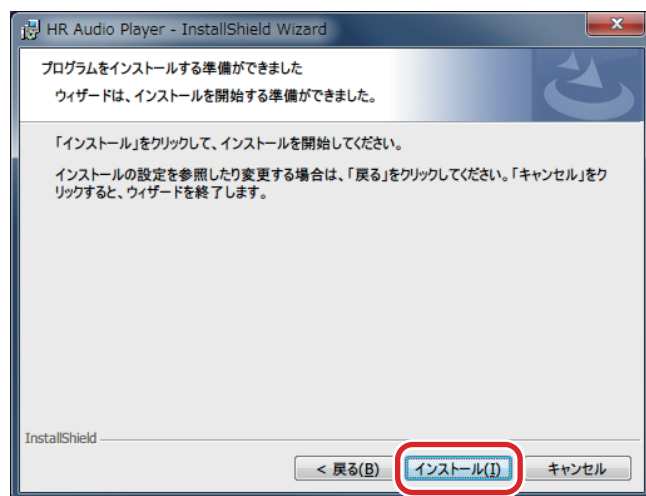 HR Audio Player - InstallShield Wizard
プログラムをインストールする準備ができました
ウィザードは、インストールを開始する準備ができました。
「インストール」をクリックして、インストールを開始してください。
インストールの設定を参照したり変更する場合は、「戻る」をクリックしてください。「キャンセル」をク
リックすると、ウィザードを終了します。
InstallShield
< 戻る(B) インストール(I) キャンセル